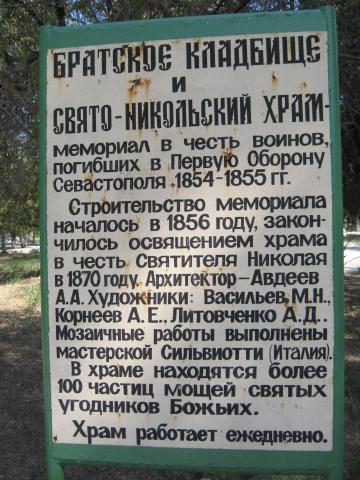 БРАТСКОЕ КЛАДБИЩЕ
И
СВЯТО-НИКОЛЬСКИЙ ХРАМ-
МЕМОРИАЛ В ЧЕСТЬ ВОИНОВ,
ПОГИБШИХ В ПЕРВУЮ ОБОРОНУ
СЕВАСТОПОЛЯ 1854-1855 ГГ.
СТРОИТЕЛЬСТВО МЕМОРИАЛА
НАЧАЛОСЬ В 1856 ГОДУ, ЗАКОН-
ЧИЛОСЬ ОСВЯЩЕНИЕМ ХРАМА
В ЧЕСТЬ СВЯТИТЕЛЯ НИКОЛАЯ
В 1870 ГОДУ. АРХИТЕКТОР-АВДЕЕВ
А.А. ХУДОЖНИКИ: ВАСИЛЬЕВ М.Н.,
КОРНЕЕВ А.Е., ЛИТОВЧЕНКО А.Д..
МОЗАИЧНЫЕ РАБОТЫ ВЫПОЛНЕНЫ
МАСТЕРСКОЙ СИЛЬВИОТТИ (ИТАЛИЯ).
В ХРАМЕ НАХОДЯТСЯ БОЛЕЕ
100 ЧАСТИЦ МОЩЕЙ СВЯТЫХ
УГОДНИКОВ БОЖЬИХ.
ХРАМ РАБОТАЕТ ЕЖЕДНЕВНО.